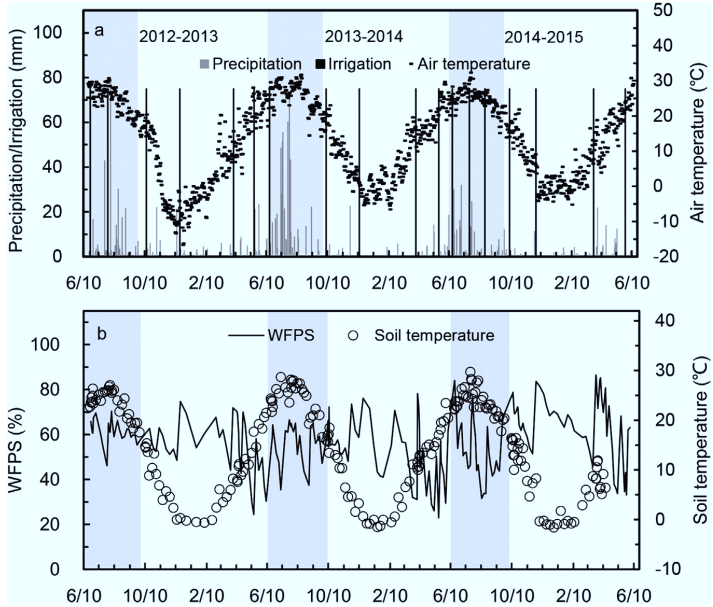 a
2012-2013
2013-2014
2014-2015
Precipitation
Irrigation
Air temperature
Precipitation/Irrigation (mm)
100
80
60
40
20
0
Air temperature (℃)
50
40
30
20
10
0
-10
-20
6/10 10/10 2/10 6/10 10/10 2/10 6/10 10/10 2/10 6/10
b
WFPS
Soil temperature
WFPS (%)
100
80
60
40
20
0
Soil temperature (℃)
40
30
20
10
0
-10
6/10 10/10 2/10 6/10 10/10 2/10 6/10 10/10 2/10 6/10